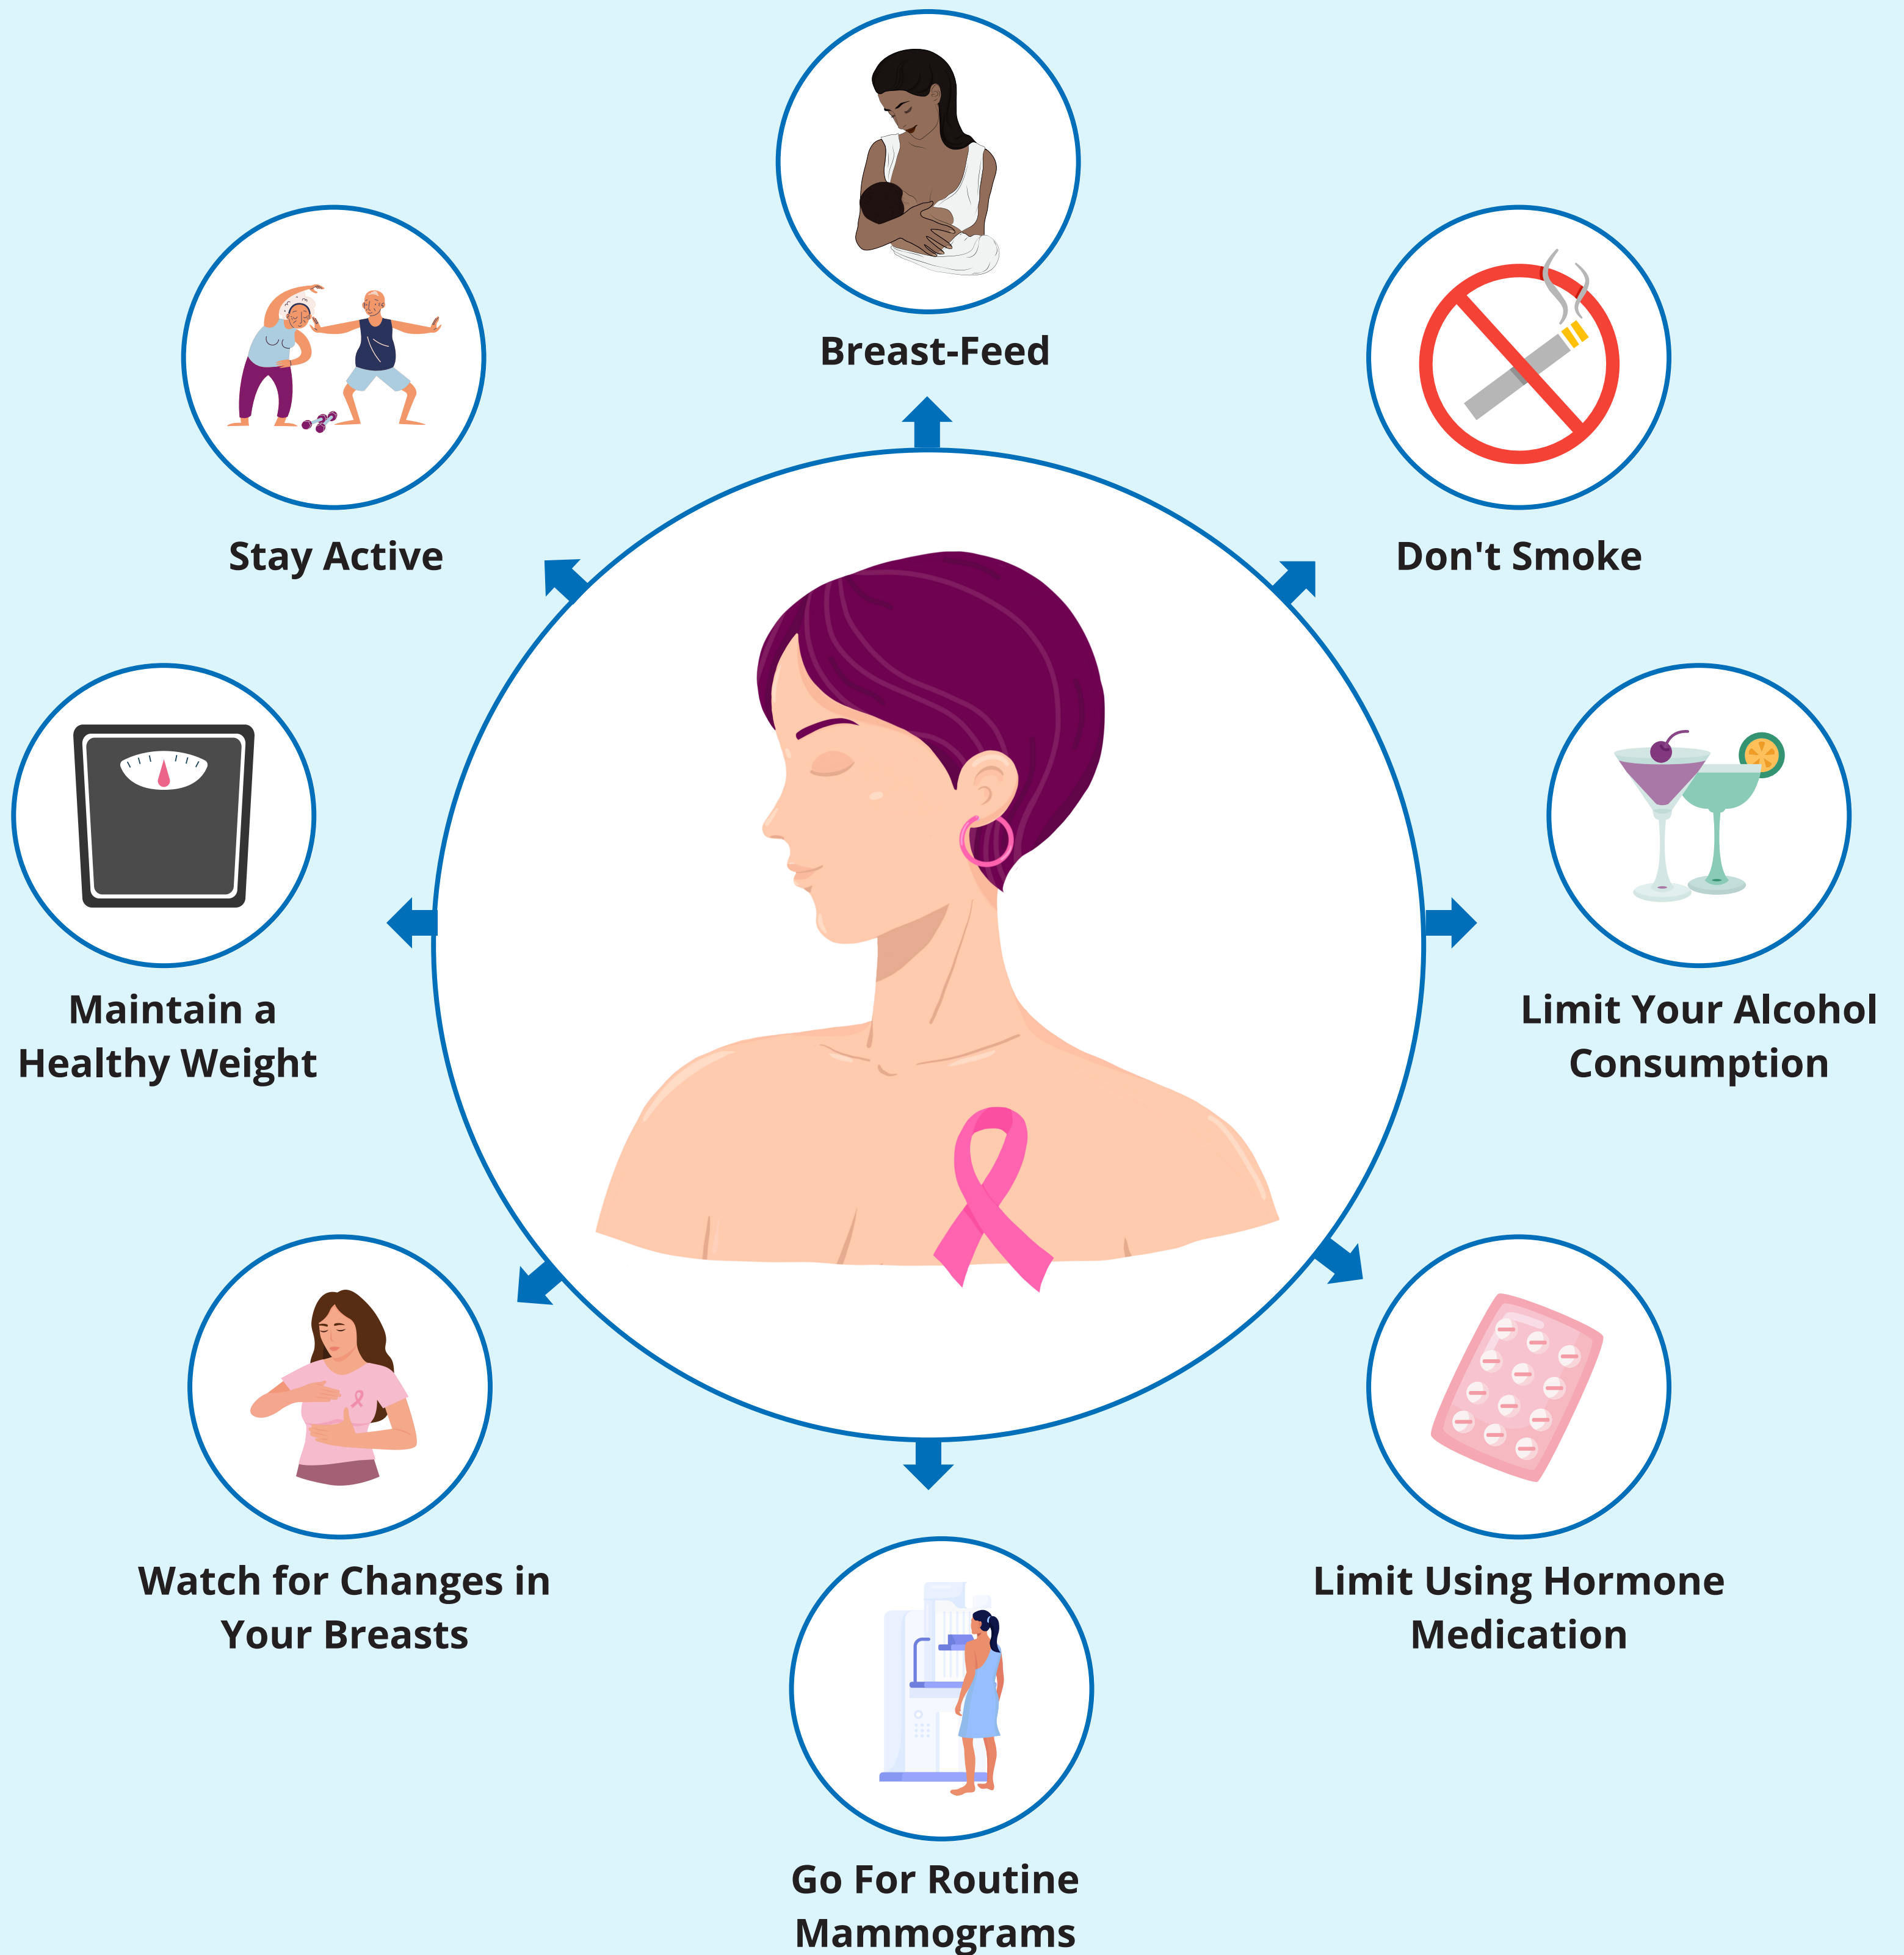 Breast-Feed
Stay Active
Don't Smoke
Maintain a
Healthy Weight
Limit Your Alcohol
Consumption
Watch for Changes in
Your Breasts
Limit Using Hormone
Medication
Go For Routine
Mammograms